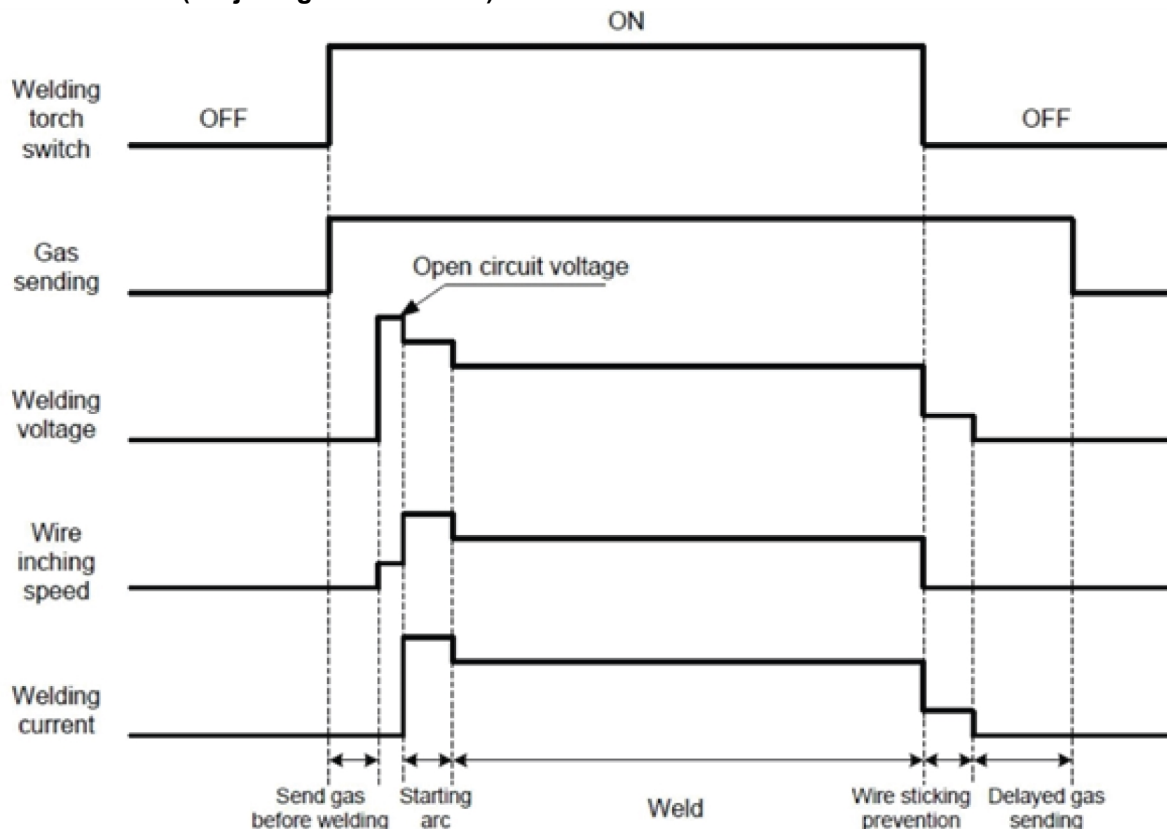 ON
Welding
torch
switch
OFF
OFF
Gas
sending
Open circuit voltage
Welding
voltage
Wire
inching
speed
Welding
current
Send gas
before welding
Starting
arc
Weld
Wire sticking
prevention
Delayed gas
sending